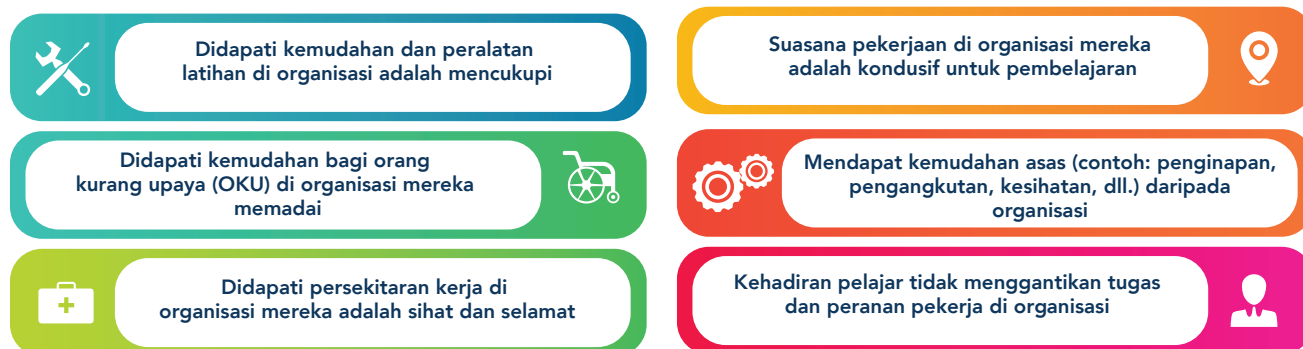 Didapati kemudahan dan peralatan
latihan di organisasi adalah mencukupi
Suasana pekerjaan di organisasi mereka
adalah kondusif untuk pembelajaran
Didapati kemudahan bagi orang
kurang upaya (OKU) di organisasi mereka
memadai
Mendapat kemudahan asas (contoh: penginapan,
pengangkutan, kesihatan, dll.) daripada
organisasi
Didapati persekitaran kerja di
organisasi mereka adalah sihat dan selamat
Kehadiran pelajar tidak menggantikan tugas
dan peranan pekerja di organisasi